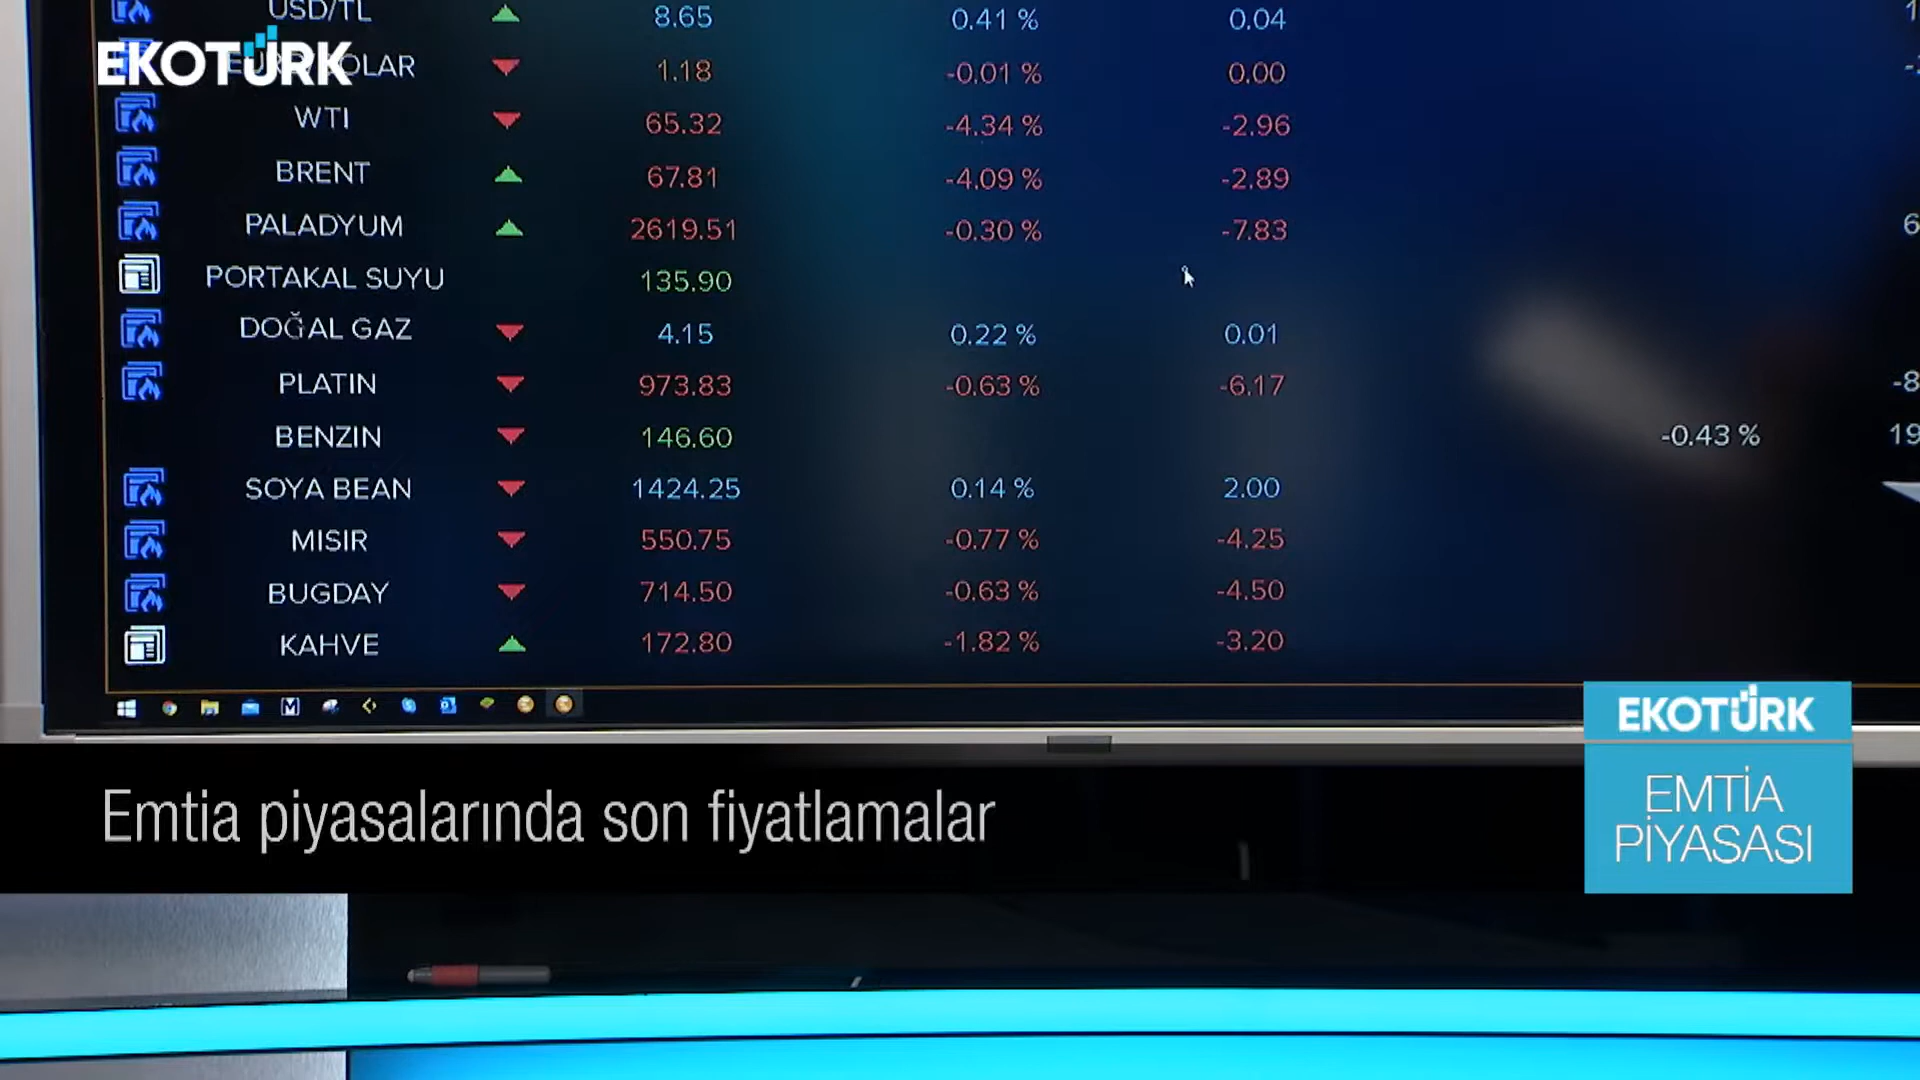 USD/TL 8.65 0.41 % 0.04
EKOTÜRK
DOLAR 1.18 -0.01 % 0.00
WTI 65.32 -4.34 % -2.96
BRENT 67.81 -4.09 % -2.89
PALADYUM 2619.51 -0.30 % -7.83
PORTAKAL SUYU 135.90
DOĞAL GAZ 4.15 0.22 % 0.01
PLATIN 973.83 -0.63 % -6.17
BENZIN 146.60 -0.43 %
SOYA BEAN 1424.25 0.14 % 2.00
MISIR 550.75 -0.77 % -4.25
BUGDAY 714.50 -0.63 % -4.50
KAHVE 172.80 -1.82 % -3.20
EKOTÜRK
EMTİA
PİYASASI
Emtia piyasalarında son fiyatlamalar